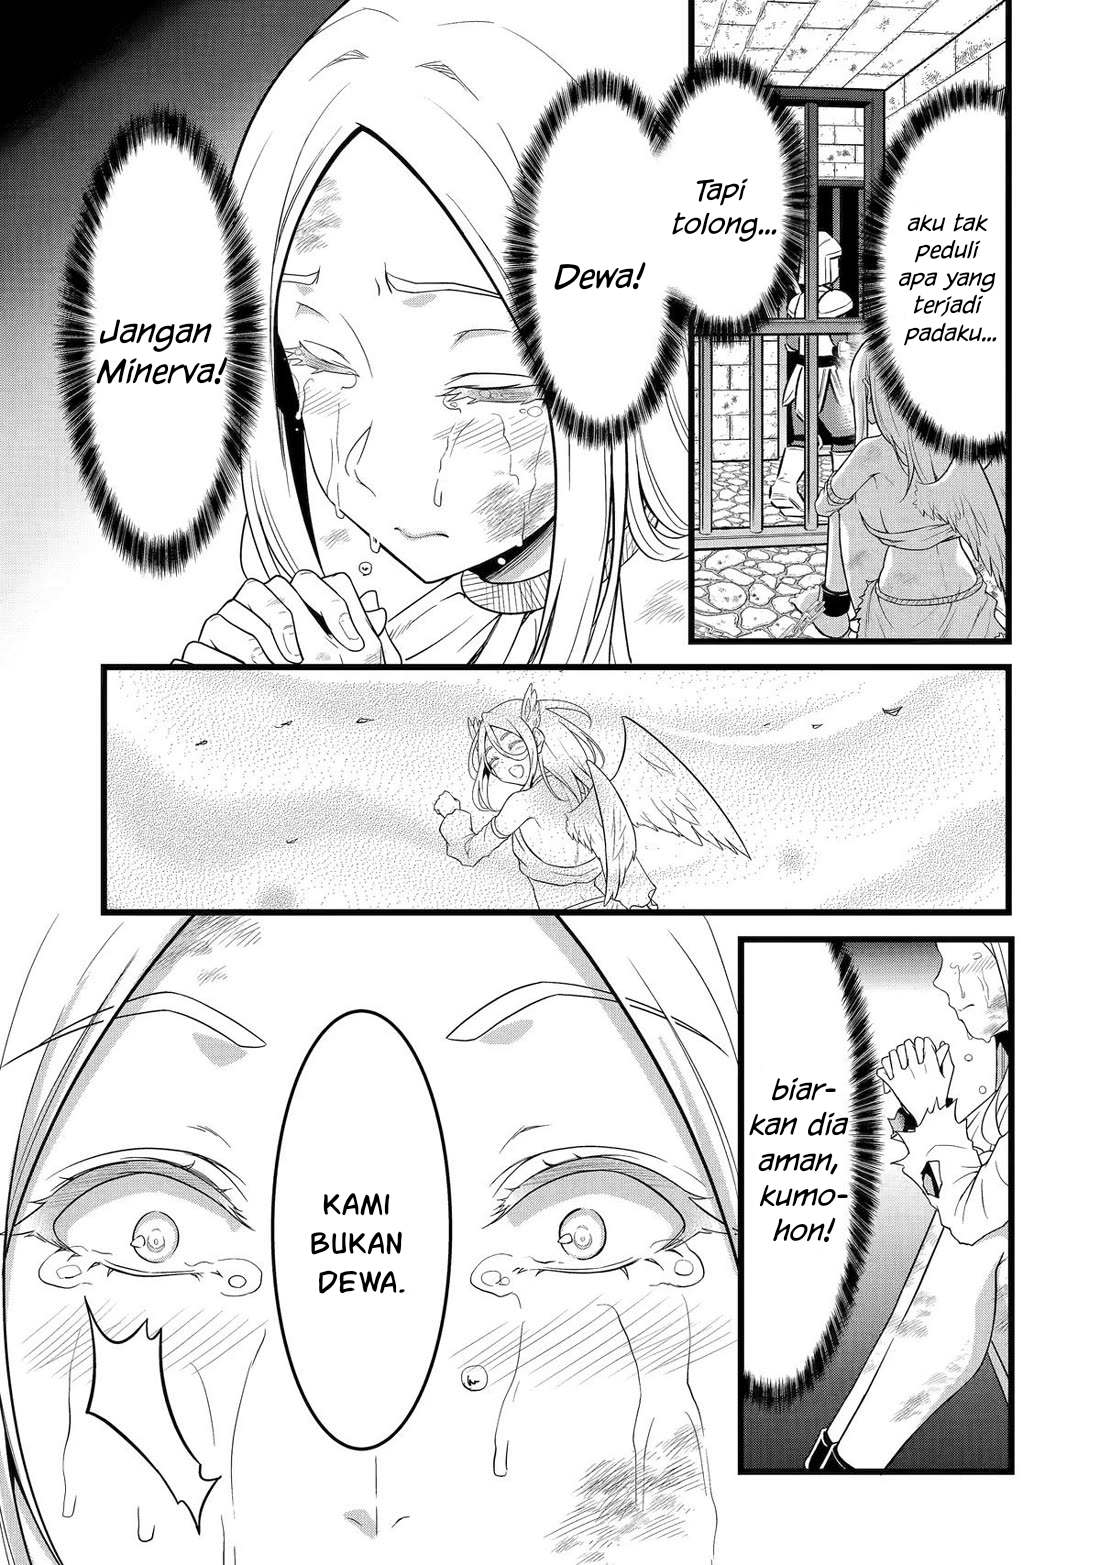 aku tak
peduli
apa yang
terjadi
padaku...
Tapi
tolong...
Dewa!
Jangan
Minerva!
biar-
kan dia
aman,
kumo-
hon!
KAMI
BUKAN
DEWA.